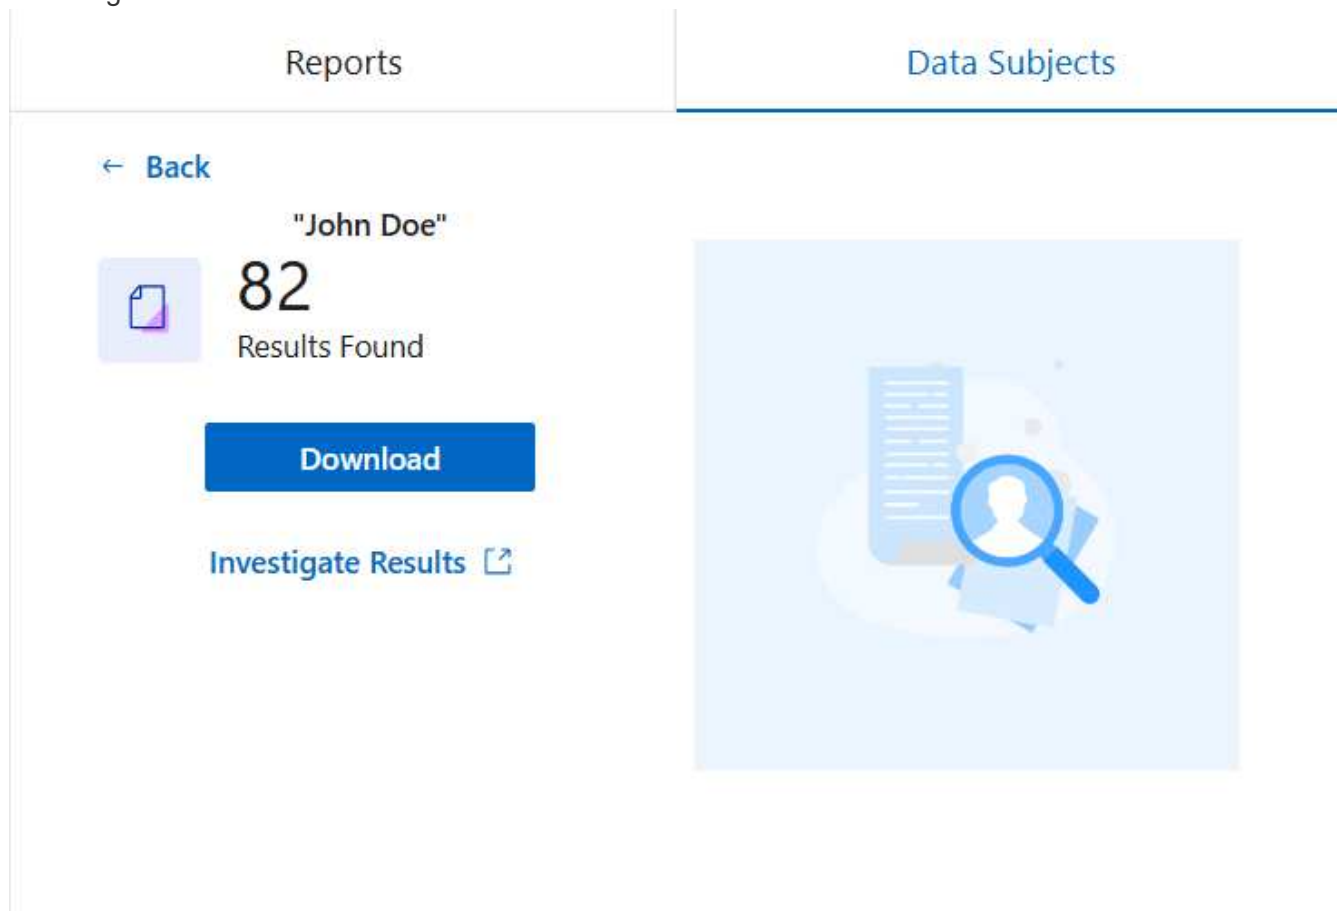 Reports
Data Subjects
← Back
"John Doe"
82
Results Found
Download
Investigate Results